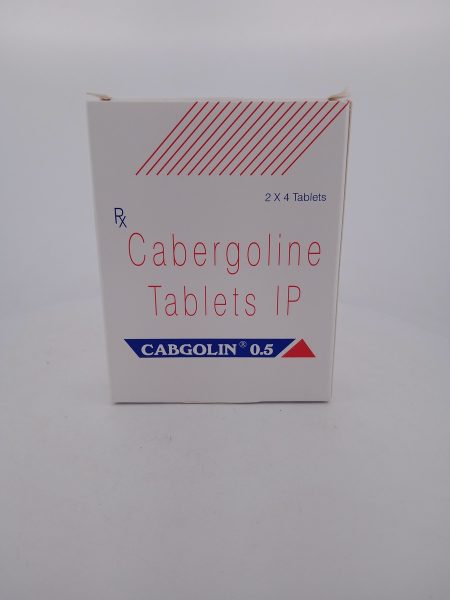 2 X 4 Tablets
Rx
Cabergoline
Tablets IP
CABGOLIN® 0.5